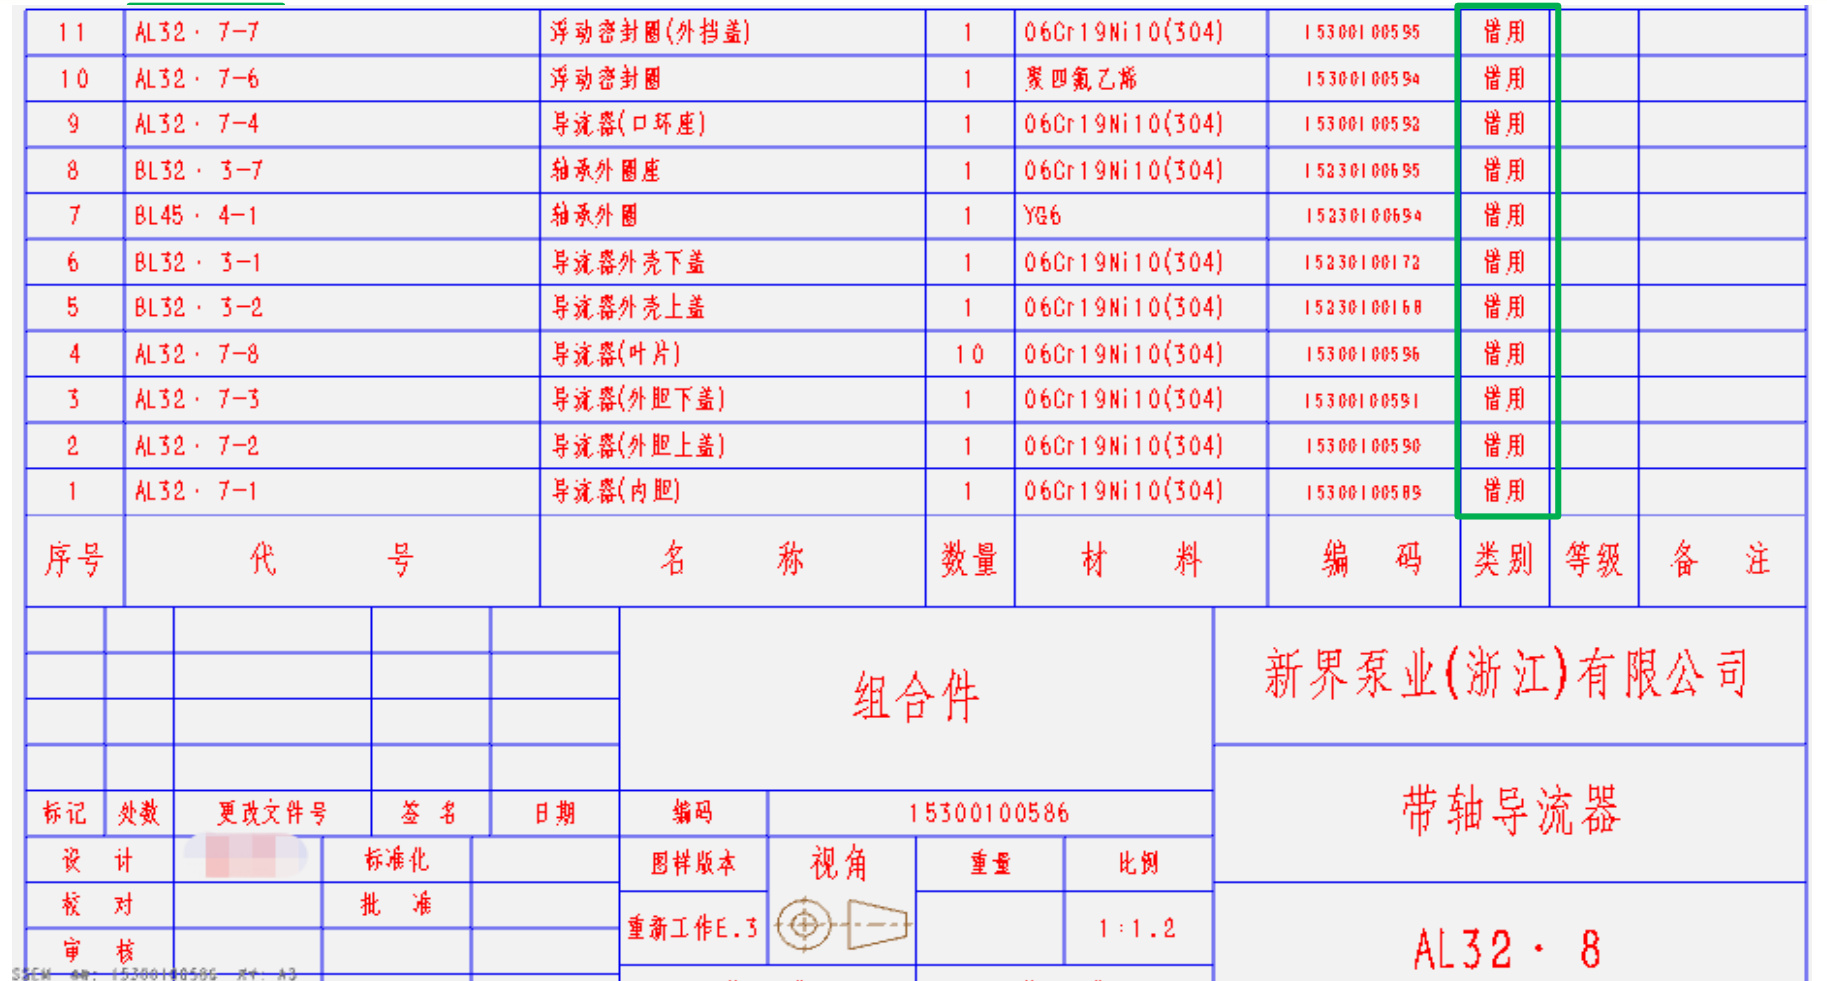 11 AL32· 7-7 浮动密封圈(外挡盖) 1 06Cr19Ni10(304) 15300100595 借用
10 AL32· 7-6 浮动密封圈 1 聚四氟乙烯 15300100594 借用
9 AL32· 7-4 导流器(口环座) 1 06Cr19Ni10(304) 15300100592 借用
8 BL32· 3-7 轴承外圈座 1 06Cr19Ni10(304) 15230100695 借用
7 BL45· 4-1 轴承外圈 1 YG6 15230100694 借用
6 BL32· 3-1 导流器外壳下盖 1 06Cr19Ni10(304) 15230100172 借用
5 BL32· 3-2 导流器外壳上盖 1 06Cr19Ni10(304) 15230100168 借用
4 AL32· 7-8 导流器(叶片) 10 06Cr19Ni10(304) 15300100596 借用
3 AL32· 7-3 导流器(外胆下盖) 1 06Cr19Ni10(304) 15300100591 借用
2 AL32· 7-2 导流器(外胆上盖) 1 06Cr19Ni10(304) 15300100590 借用
1 AL32· 7-1 导流器(内胆) 1 06Cr19Ni10(304) 15300100589 借用
序号 代号 名称 数量 材料 编码 类别 等级 备注
组合件
新界泵业(浙江)有限公司
标记 处数 更改文件号 签名 日期 编码 15300100586
带轴导流器
设计 标准化 图样版本 视角 重量 比例
校对 批准
重新工作E.3 1:1.2
审核
AL32· 8